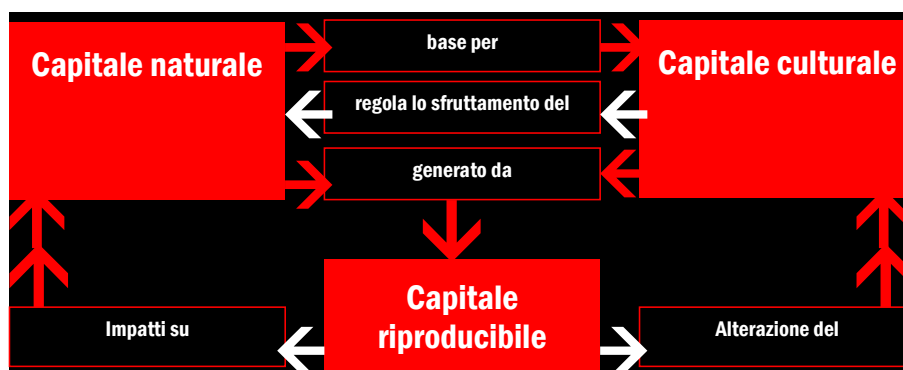 Capitale naturale
base per
Capitale culturale
regola lo sfruttamento del
generato da
Capitale
riproducibile
Impatti su
Alterazione del